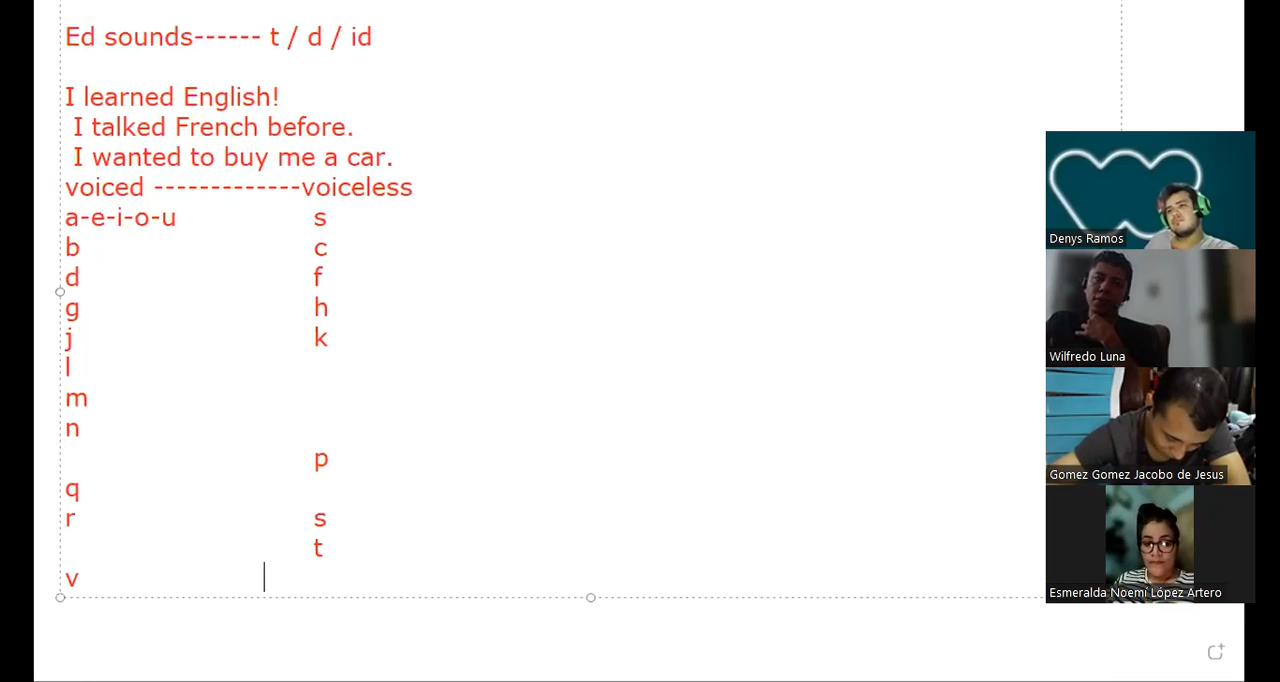 Ed sounds------ t / d / id
I learned English!
I talked French before.
I wanted to buy me a car.
voiced -------------voiceless
a-e-i-o-u s
b c
d f
g h
j k
l
m
n
p
q
r s
t
v
Denys Ramos
Wilfredo Luna
Gomez Gomez Jacobo de Jesus
Esmeralda Noemí López Artero